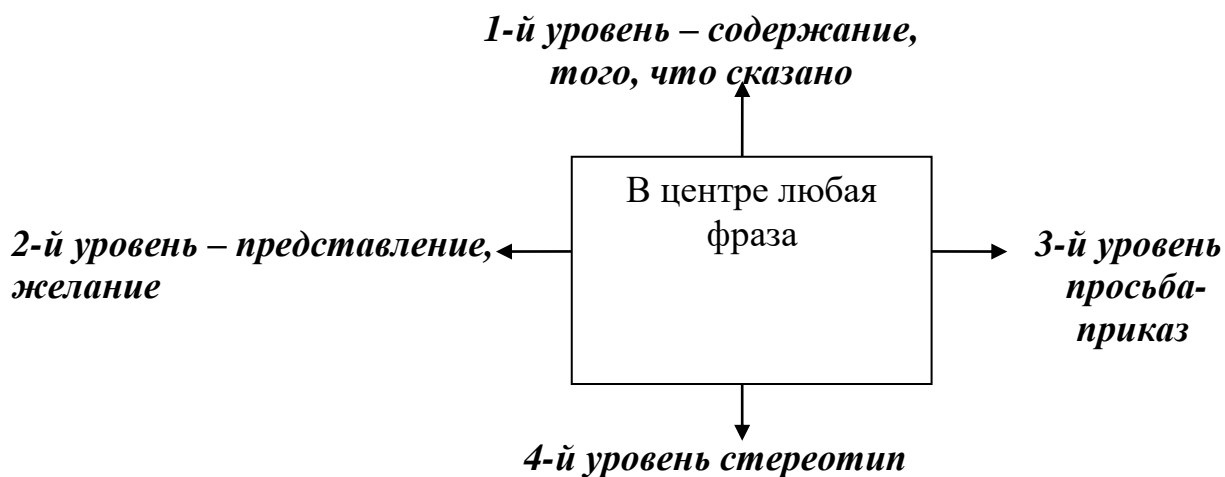 1-й уровень – содержание,
того, что сказано
В центре любая
фраза
2-й уровень – представление,
желание
3-й уровень
просьба-
приказ
4-й уровень стереотип